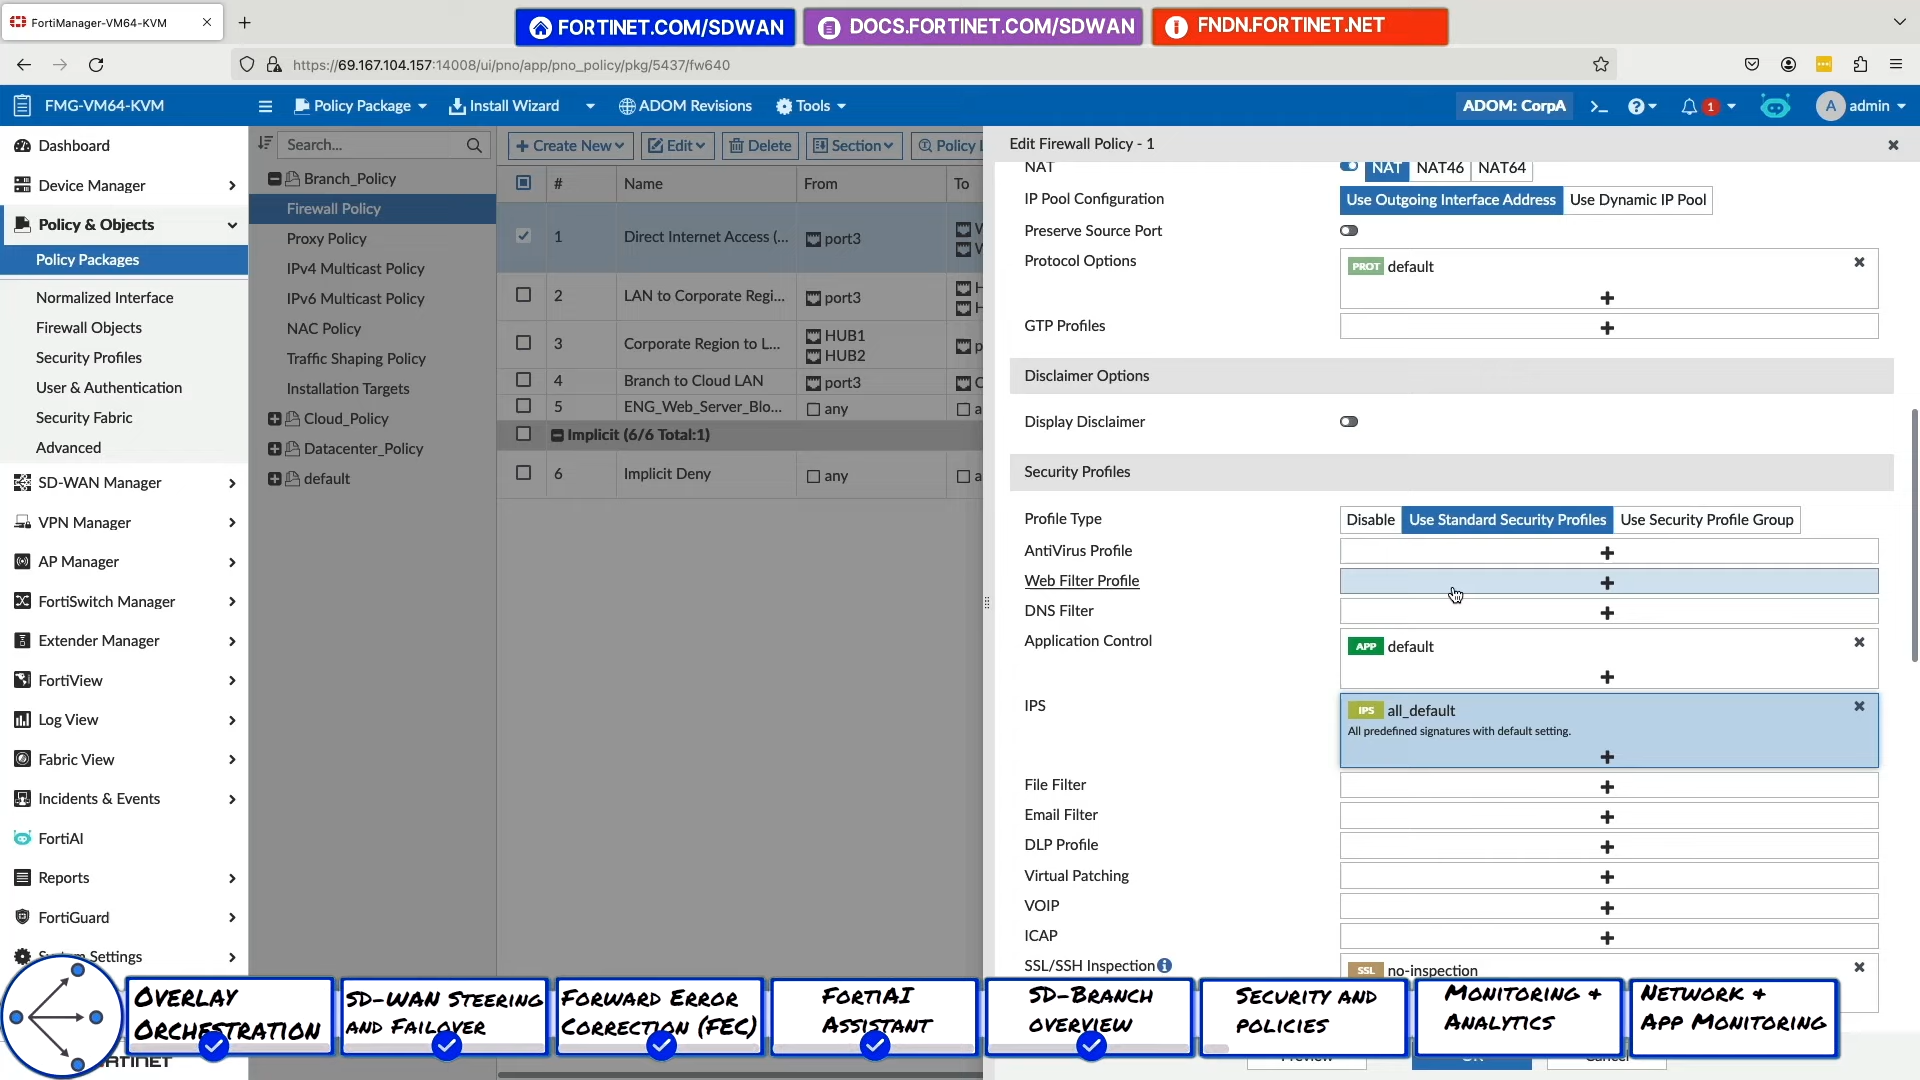 FortiManager-VM64-KVM
FORTINET.COM/SDWAN
DOCS.FORTINET.COM/SDWAN
FNDN.FORTINET.NET
https://69.167.104.157:14008/ui/pno/app/pno_policy/pkg/5437/fw640
FMG-VM64-KVM
Policy Package
Install Wizard
ADOM Revisions
Tools
ADOM: CorpA
1
A
admin
Dashboard
Device Manager
Policy & Objects
Policy Packages
Normalized Interface
Firewall Objects
Security Profiles
User & Authentication
Security Fabric
Advanced
SD-WAN Manager
VPN Manager
AP Manager
FortiSwitch Manager
Extender Manager
FortiView
Log View
Fabric View
Incidents & Events
FortiAI
Reports
FortiGuard
Settings
Search...
Branch_Policy
Firewall Policy
Proxy Policy
IPv4 Multicast Policy
IPv6 Multicast Policy
NAC Policy
Traffic Shaping Policy
Installation Targets
Cloud_Policy
Datacenter_Policy
default
Create New
Edit
Delete
Section
Policy L
# Name From To
1 Direct Internet Access (... port3
2 LAN to Corporate Regi... port3
3 Corporate Region to L... HUB1
HUB2
4 Branch to Cloud LAN port3
5 ENG_Web_Server_Blo... any
Implicit (6/6 Total:1)
6 Implicit Deny any
Edit Firewall Policy - 1
NAT NAT NAT46 NAT64
IP Pool Configuration Use Outgoing Interface Address Use Dynamic IP Pool
Preserve Source Port
Protocol Options PROT default
GTP Profiles
Disclaimer Options
Display Disclaimer
Security Profiles
Profile Type Disable Use Standard Security Profiles Use Security Profile Group
AntiVirus Profile
Web Filter Profile
DNS Filter
Application Control APP default
IPS IPS all_default
All predefined signatures with default setting.
File Filter
Email Filter
DLP Profile
Virtual Patching
VOIP
ICAP
SSL/SSH Inspection SSL no-inspection
Overlay
Orchestration
SD-WAN Steering
and Failover
Forward Error
Correction (FEC)
FortiAI
Assistant
SD-Branch
overview
Security and
policies
Monitoring +
Analytics
Network +
App Monitoring